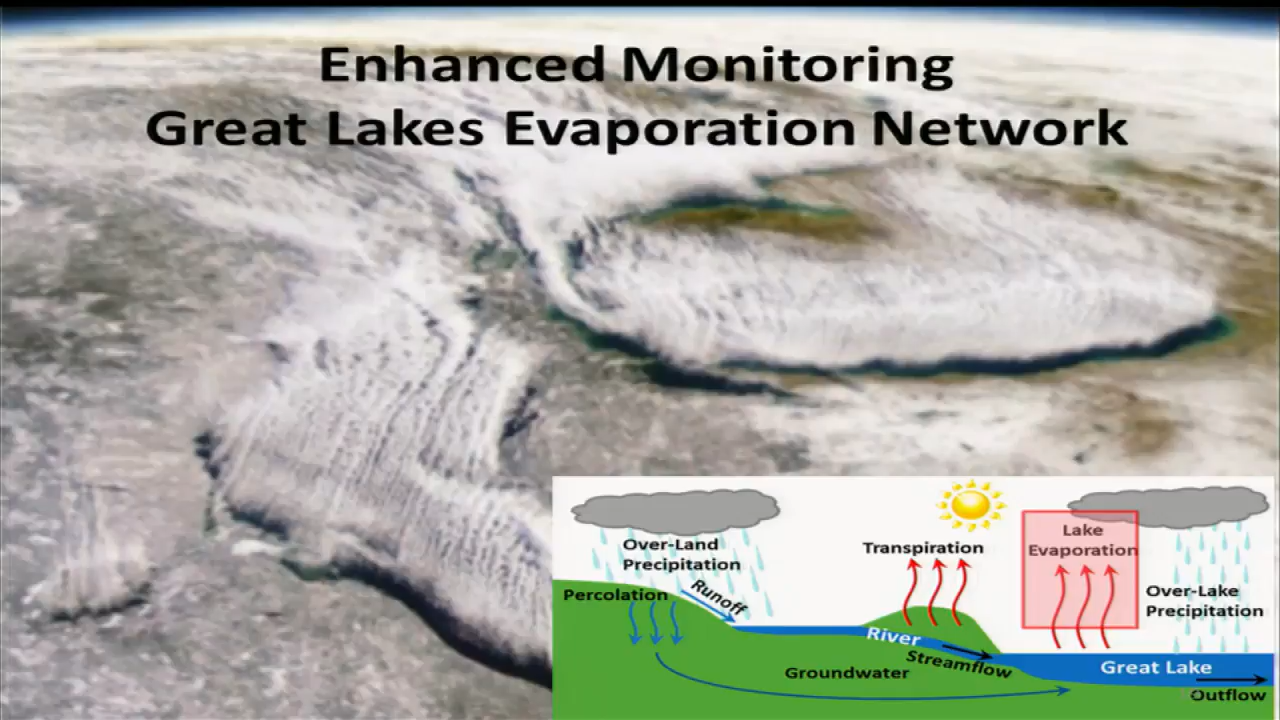 Enhanced Monitoring
Great Lakes Evaporation Network
Over-Land
Precipitation
Percolation
Runoff
Transpiration
Lake
Evaporation
Over-Lake
Precipitation
River
Streamflow
Groundwater
Great Lake
Outflow